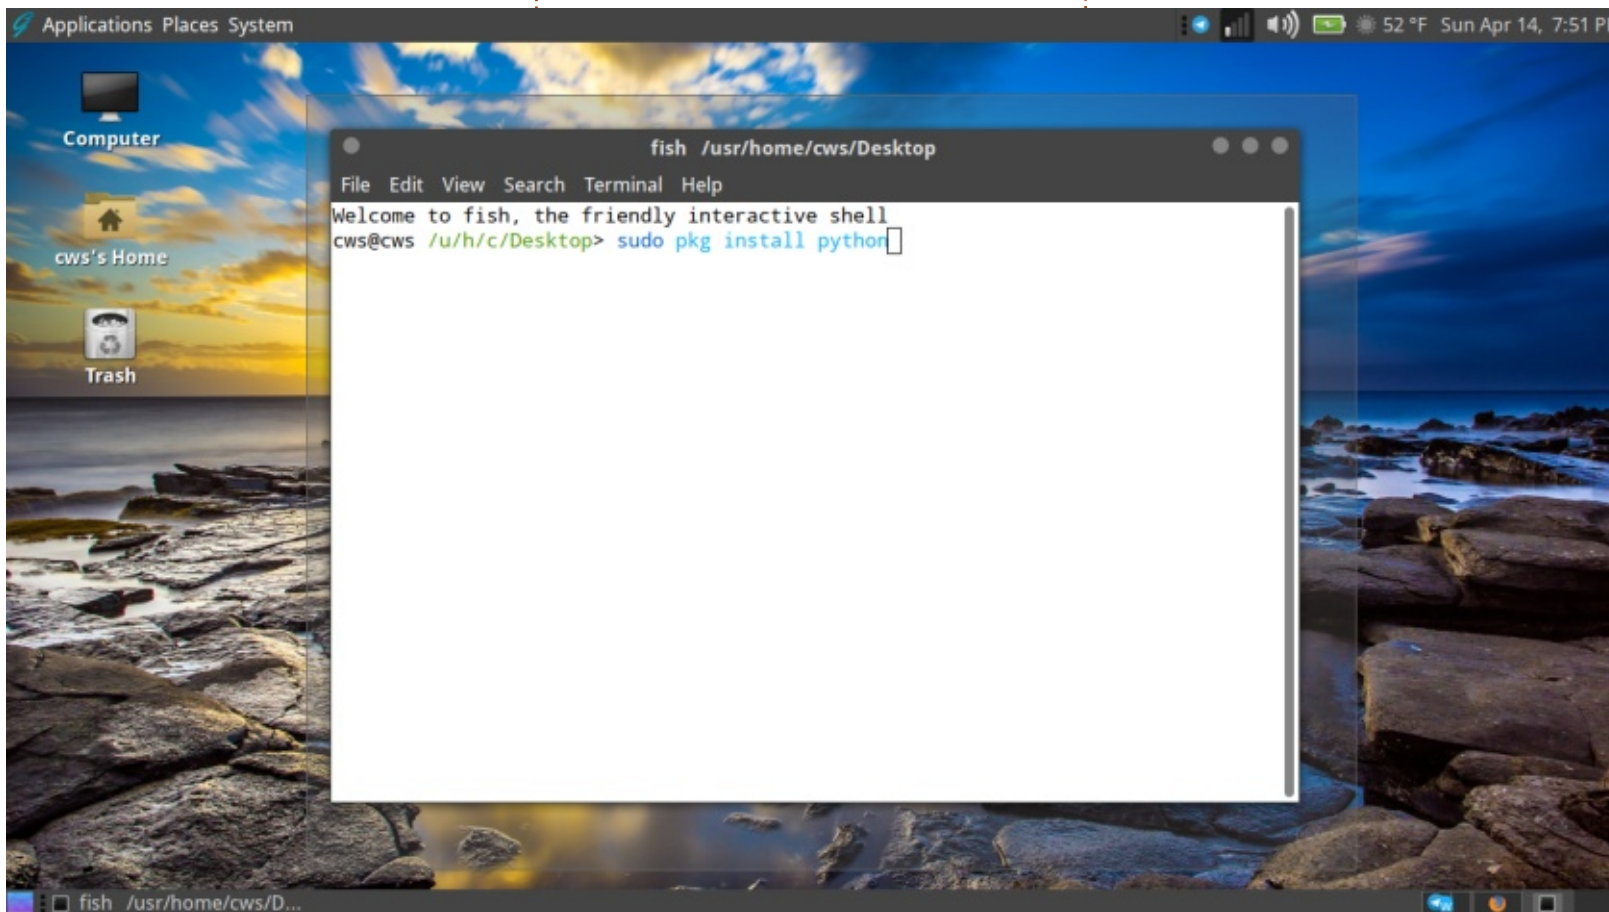 Applications Places System
52 °F Sun Apr 14, 7:51 P
Computer
cws's Home
Trash
fish /usr/home/cws/Desktop
File Edit View Search Terminal Help
Welcome to fish, the friendly interactive shell
cws@cws /u/h/c/Desktop> sudo pkg install python
fish /usr/home/cws/D...